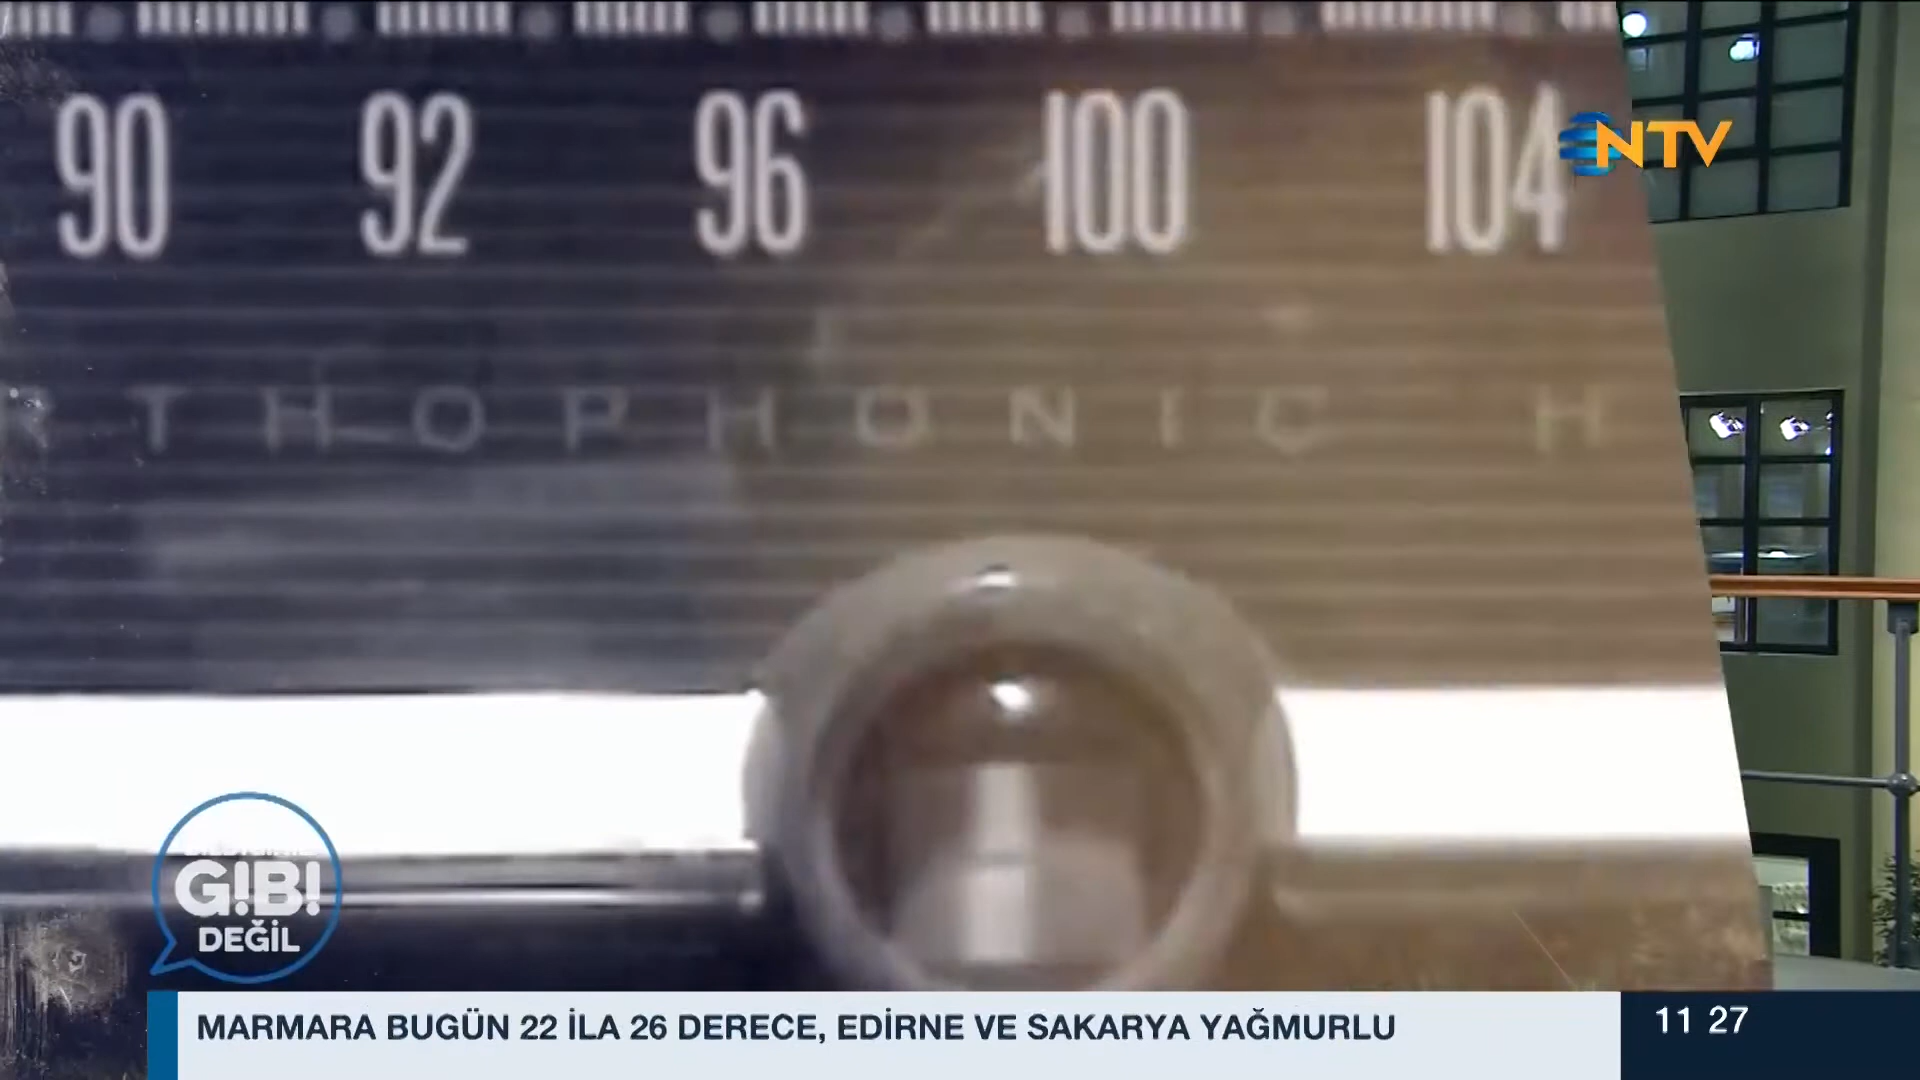 90 92 96 100 104
NTV
THOPHONIC H
G!B!
DEĞİL
MARMARA BUGÜN 22 İLA 26 DERECE, EDİRNE VE SAKARYA YAĞMURLU
11 27